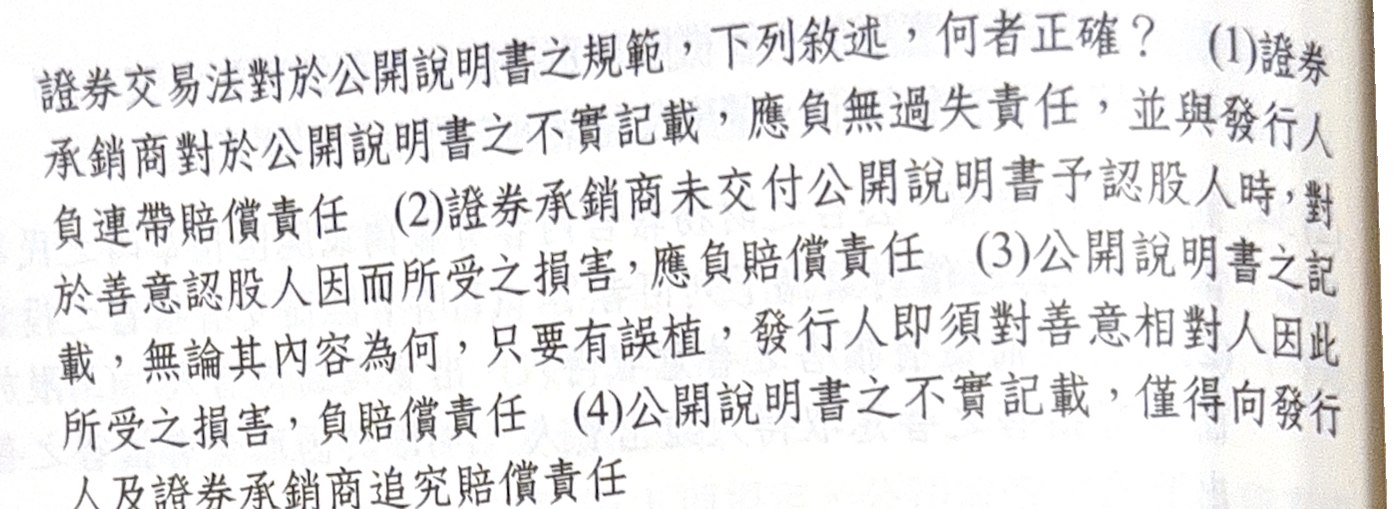 證券交易法對於公開說明書之規範，下列敘述，何者正確？　(1)證券
承銷商對於公開說明書之不實記載，應負無過失責任，並與發行人
負連帶賠償責任　(2)證券承銷商未交付公開說明書予認股人時，對
於善意認股人因而所受之損害，應負賠償責任　(3)公開說明書之記
載，無論其內容為何，只要有誤植，發行人即須對善意相對人因此
所受之損害，負賠償責任　(4)公開說明書之不實記載，僅得向發行
人及證券承銷商追究賠償責任